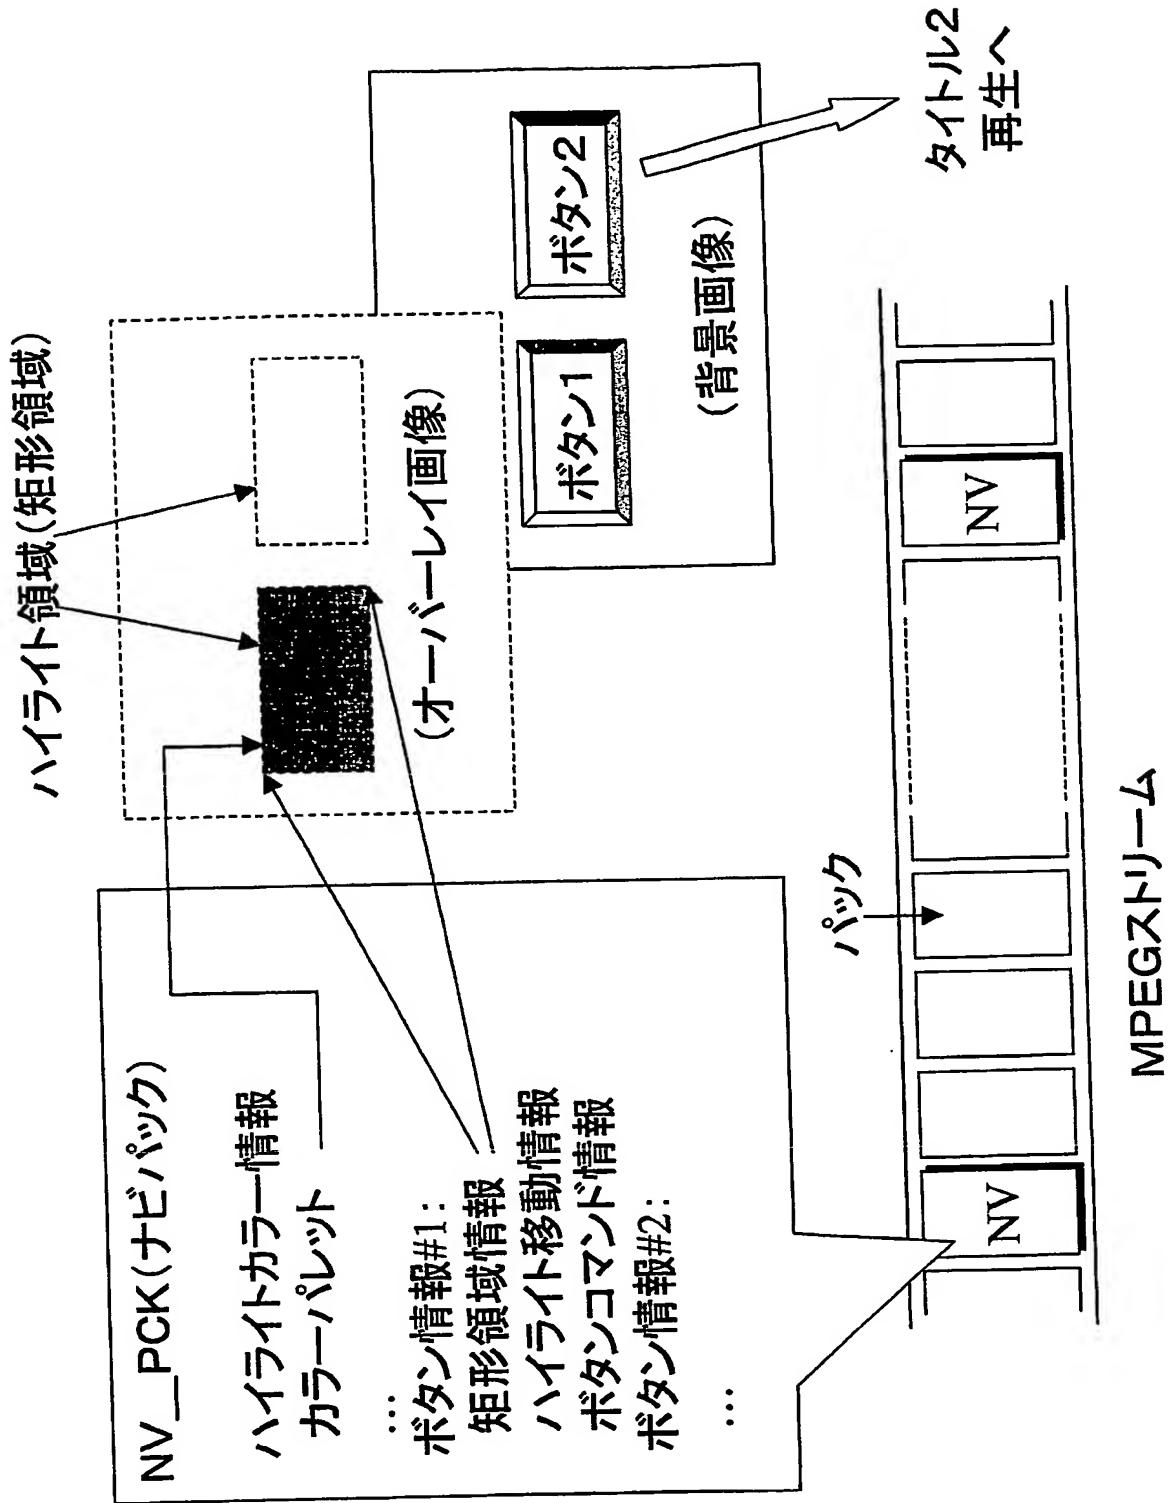 NV__PCK(ナビパック)
ハイライトカラー情報
カラーパレット
…
ボタン情報#1:
矩形領域情報
ハイライト移動情報
ボタンコマンド情報
ボタン情報#2:
…
ハイライト領域(矩形領域)
(オーバーレイ画像)
ボタン1
ボタン2
(背景画像)
タイトル2
再生へ
パック
NV
NV
MPEGストリーム